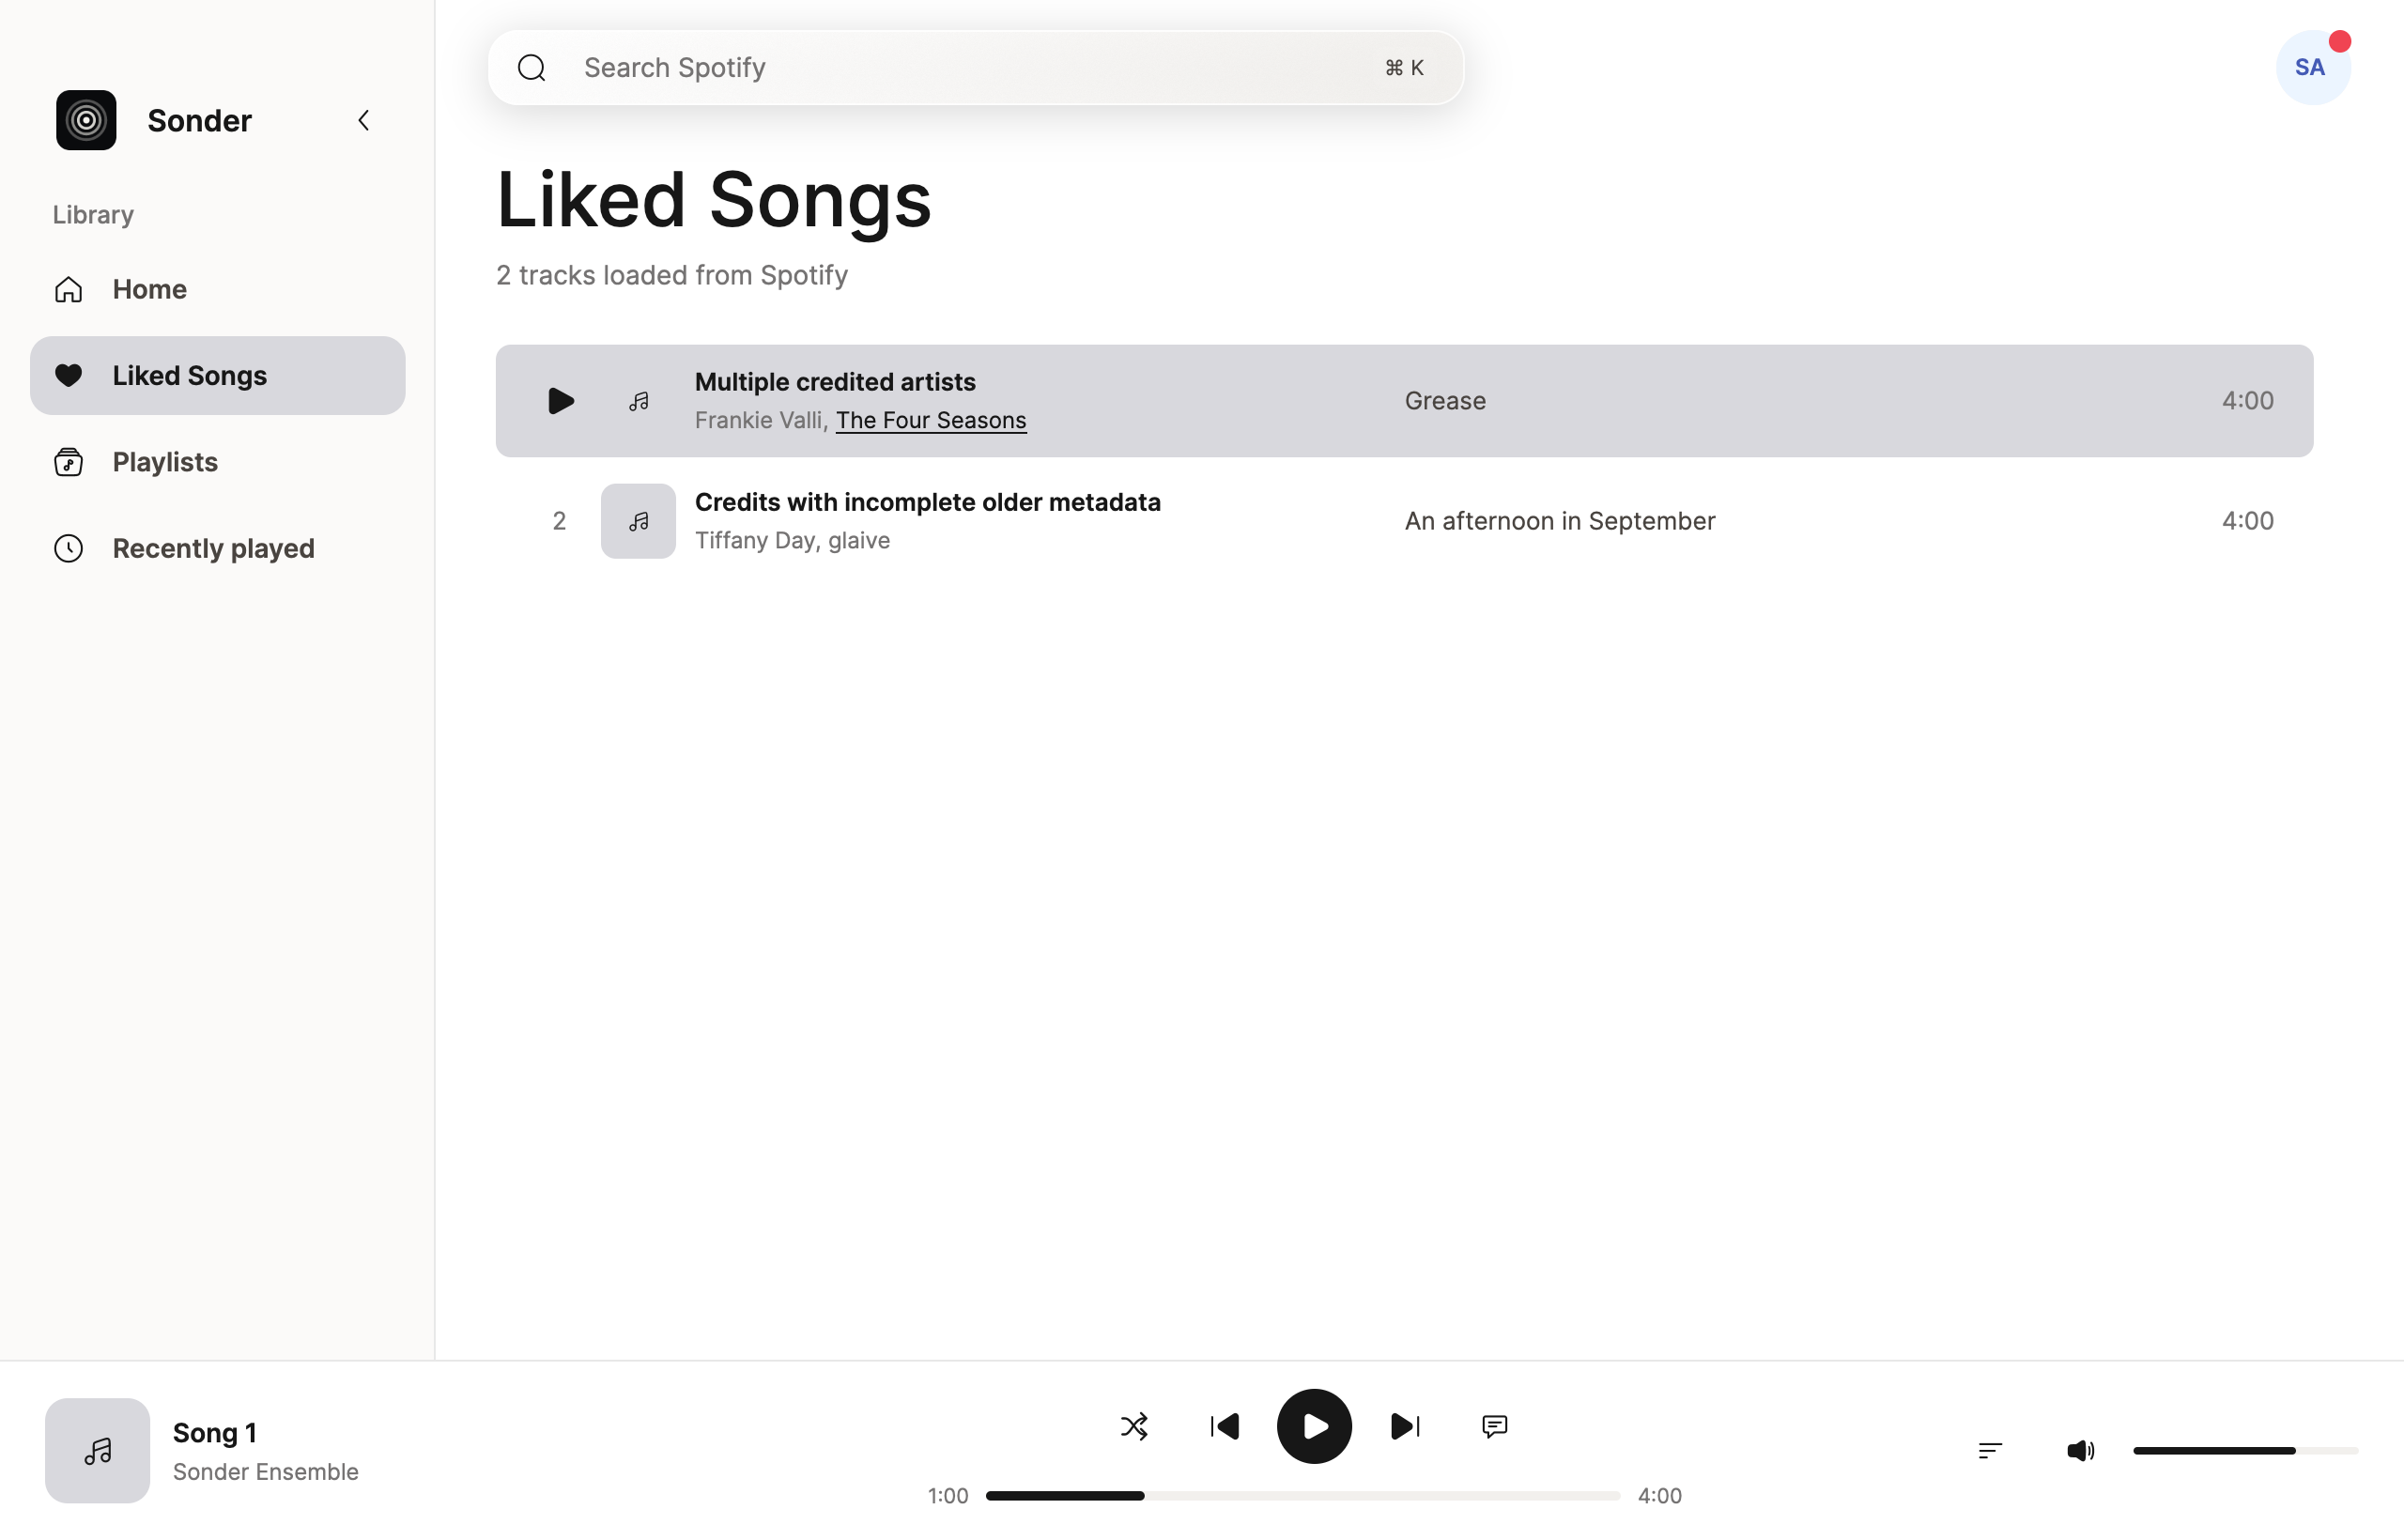 Sonder
Library
Home
Liked Songs
Playlists
Recently played
Search Spotify
⌘ K
SA
Liked Songs
2 tracks loaded from Spotify
Multiple credited artists
Frankie Valli, The Four Seasons
Grease
4:00
2
Credits with incomplete older metadata
Tiffany Day, glaive
An afternoon in September
4:00
Song 1
Sonder Ensemble
1:00
4:00